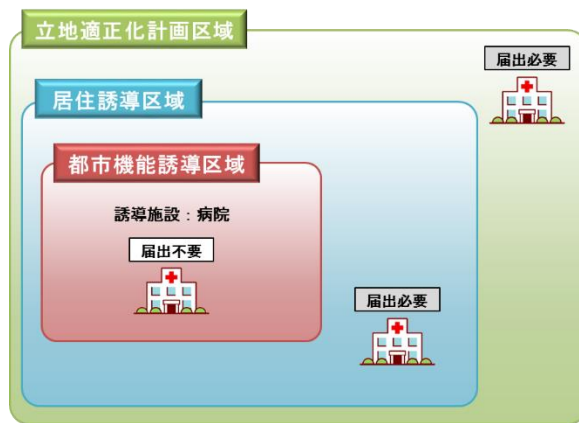 立地適正化計画区域
届出必要
居住誘導区域
都市機能誘導区域
誘導施設：病院
届出不要
届出必要